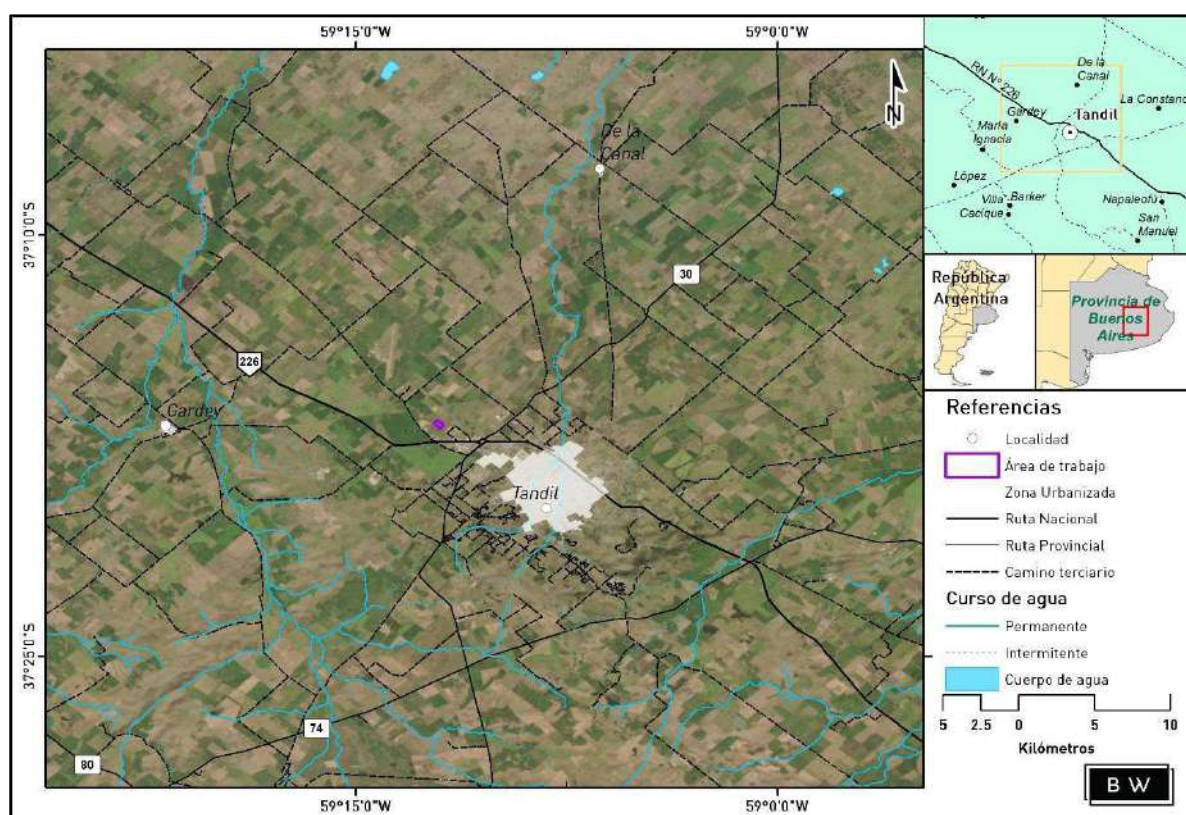 59°15'0"W
59°0'0"W
37°10'0"S
37°25'0"S
N
De la
Canal
30
226
Gardey
Tandil
74
80
59°15'0"W
59°0'0"W
RN Nº 226
De la
Canal
La Constanc
Gardey
Tandil
María
Ignacia
López
Villa
Cacique
Barker
Napaleofú
San
Manuel
República
Argentina
Provincia de
Buenos
Aires
Referencias
Localidad
Área de trabajo
Zona Urbanizada
Ruta Nacional
Ruta Provincial
Camino terciario
Curso de agua
Permanente
Intermitente
Cuerpo de agua
5 2.5 0 5 10
Kilómetros
B W